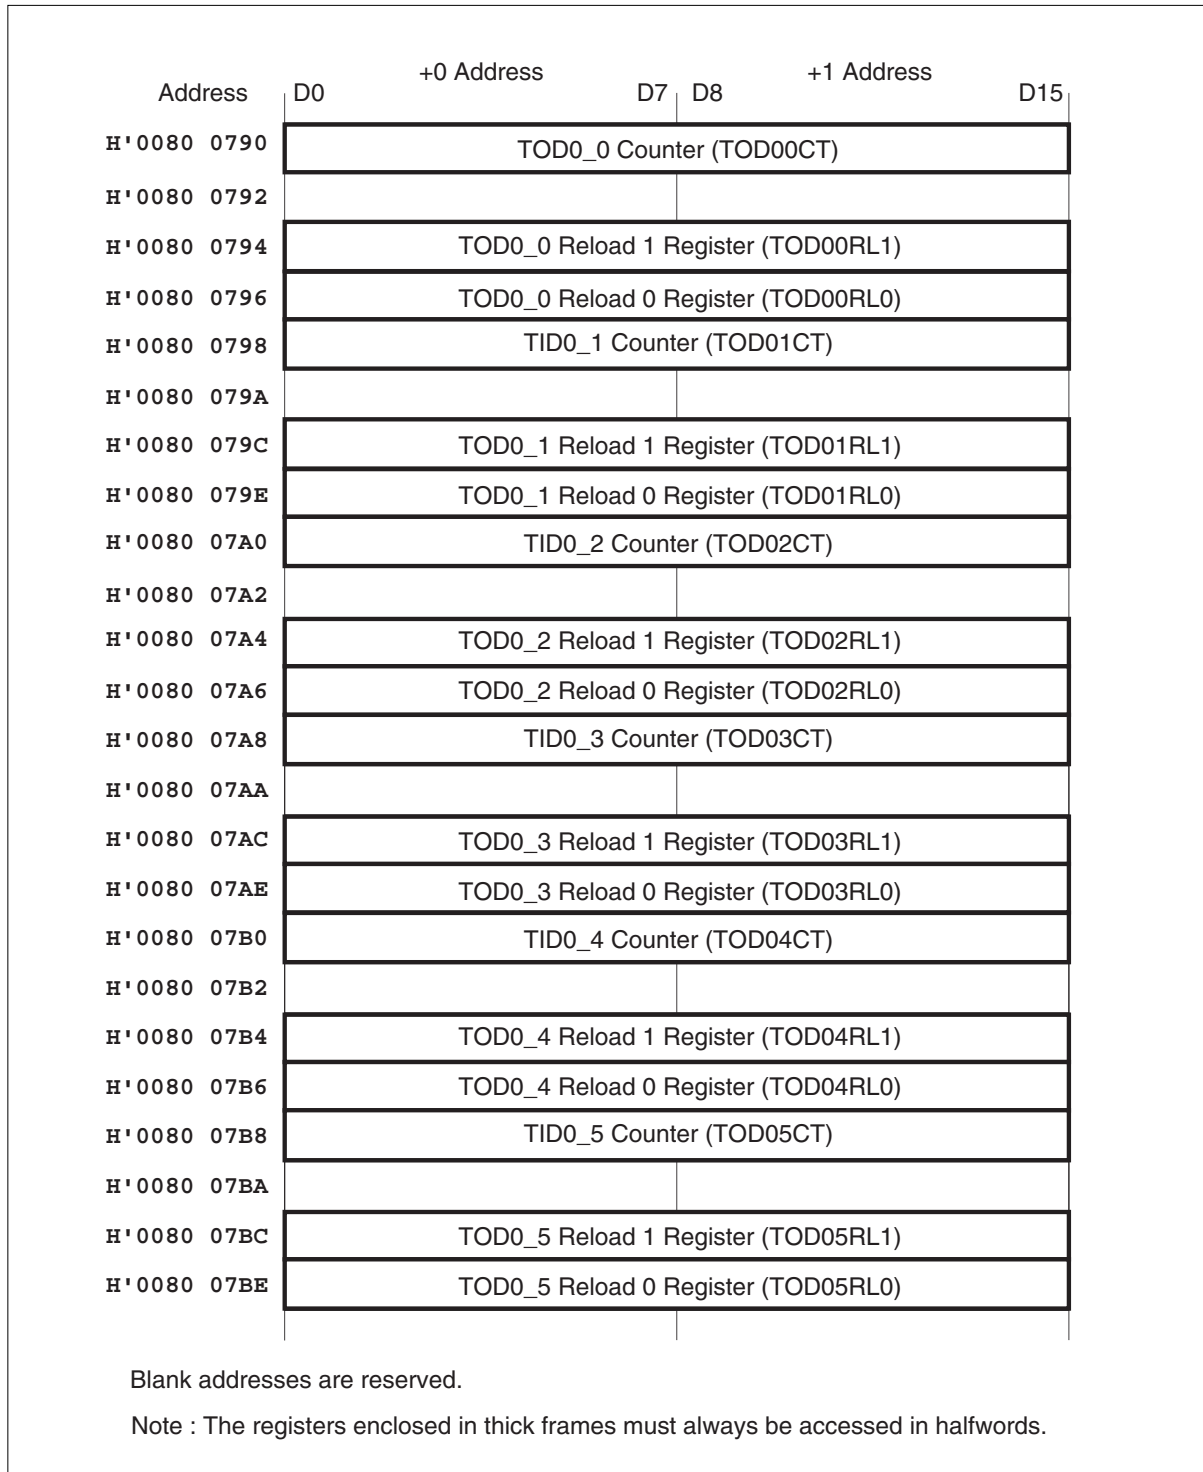 +0 Address +1 Address
Address D0 D7 D8 D15
H'0080 0790 TOD0_0 Counter (TOD00CT)
H'0080 0792
H'0080 0794 TOD0_0 Reload 1 Register (TOD00RL1)
H'0080 0796 TOD0_0 Reload 0 Register (TOD00RL0)
H'0080 0798 TID0_1 Counter (TOD01CT)
H'0080 079A
H'0080 079C TOD0_1 Reload 1 Register (TOD01RL1)
H'0080 079E TOD0_1 Reload 0 Register (TOD01RL0)
H'0080 07A0 TID0_2 Counter (TOD02CT)
H'0080 07A2
H'0080 07A4 TOD0_2 Reload 1 Register (TOD02RL1)
H'0080 07A6 TOD0_2 Reload 0 Register (TOD02RL0)
H'0080 07A8 TID0_3 Counter (TOD03CT)
H'0080 07AA
H'0080 07AC TOD0_3 Reload 1 Register (TOD03RL1)
H'0080 07AE TOD0_3 Reload 0 Register (TOD03RL0)
H'0080 07B0 TID0_4 Counter (TOD04CT)
H'0080 07B2
H'0080 07B4 TOD0_4 Reload 1 Register (TOD04RL1)
H'0080 07B6 TOD0_4 Reload 0 Register (TOD04RL0)
H'0080 07B8 TID0_5 Counter (TOD05CT)
H'0080 07BA
H'0080 07BC TOD0_5 Reload 1 Register (TOD05RL1)
H'0080 07BE TOD0_5 Reload 0 Register (TOD05RL0)
Blank addresses are reserved.
Note : The registers enclosed in thick frames must always be accessed in halfwords.